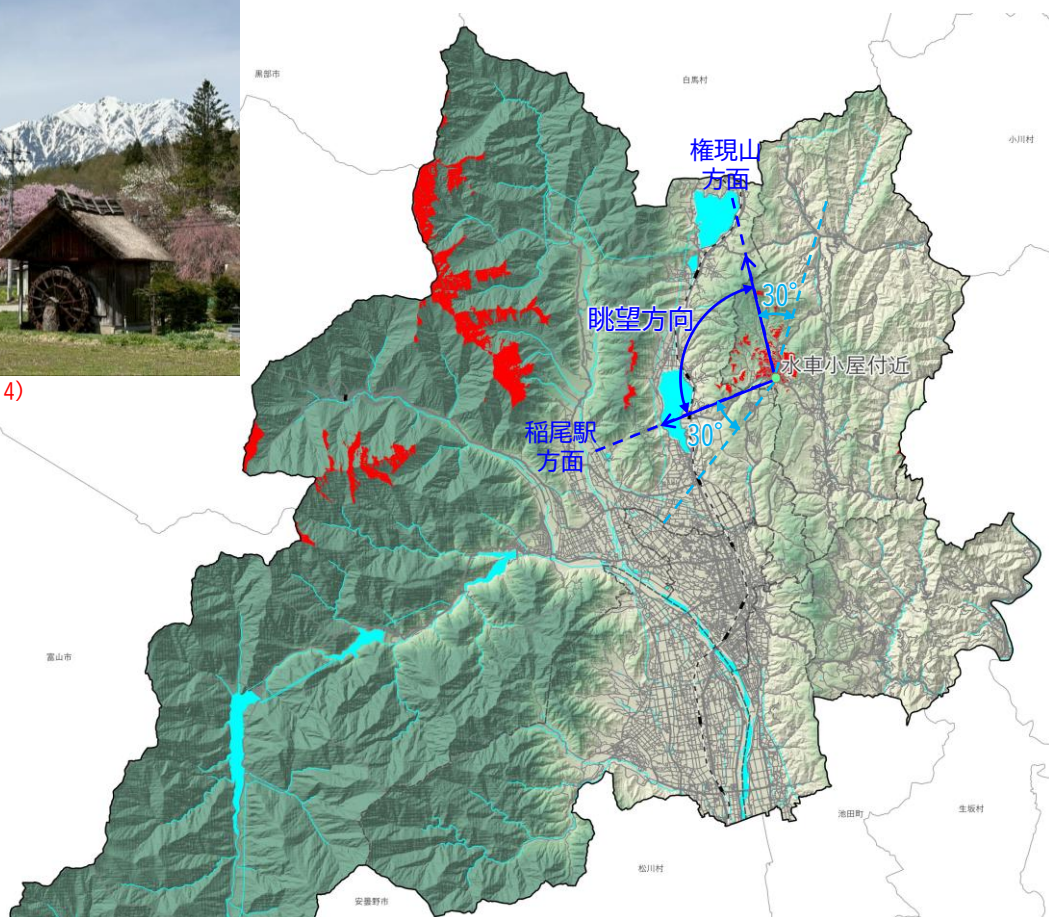 4)
黒部市
白馬村
小川村
権現山
方面
30°
眺望方向
水車小屋付近
稲尾駅
方面
30°
富山市
池田町
生坂村
松川村
安曇野市